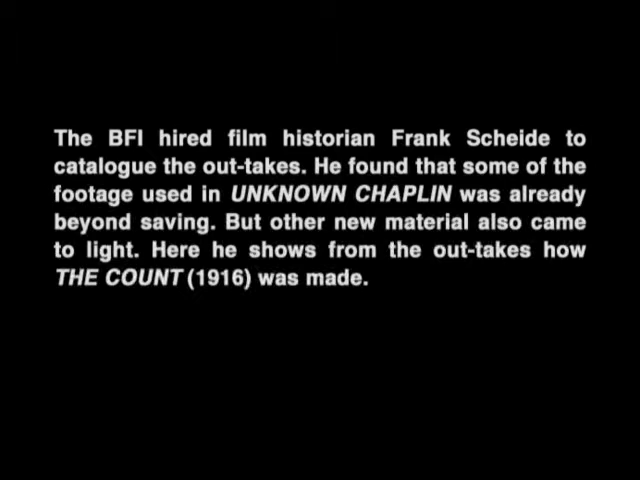 The BFI hired film historian Frank Scheide to
catalogue the out-takes. He found that some of the
footage used in UNKNOWN CHAPLIN was already
beyond saving. But other new material also came
to light. Here he shows from the out-takes how
THE COUNT (1916) was made.